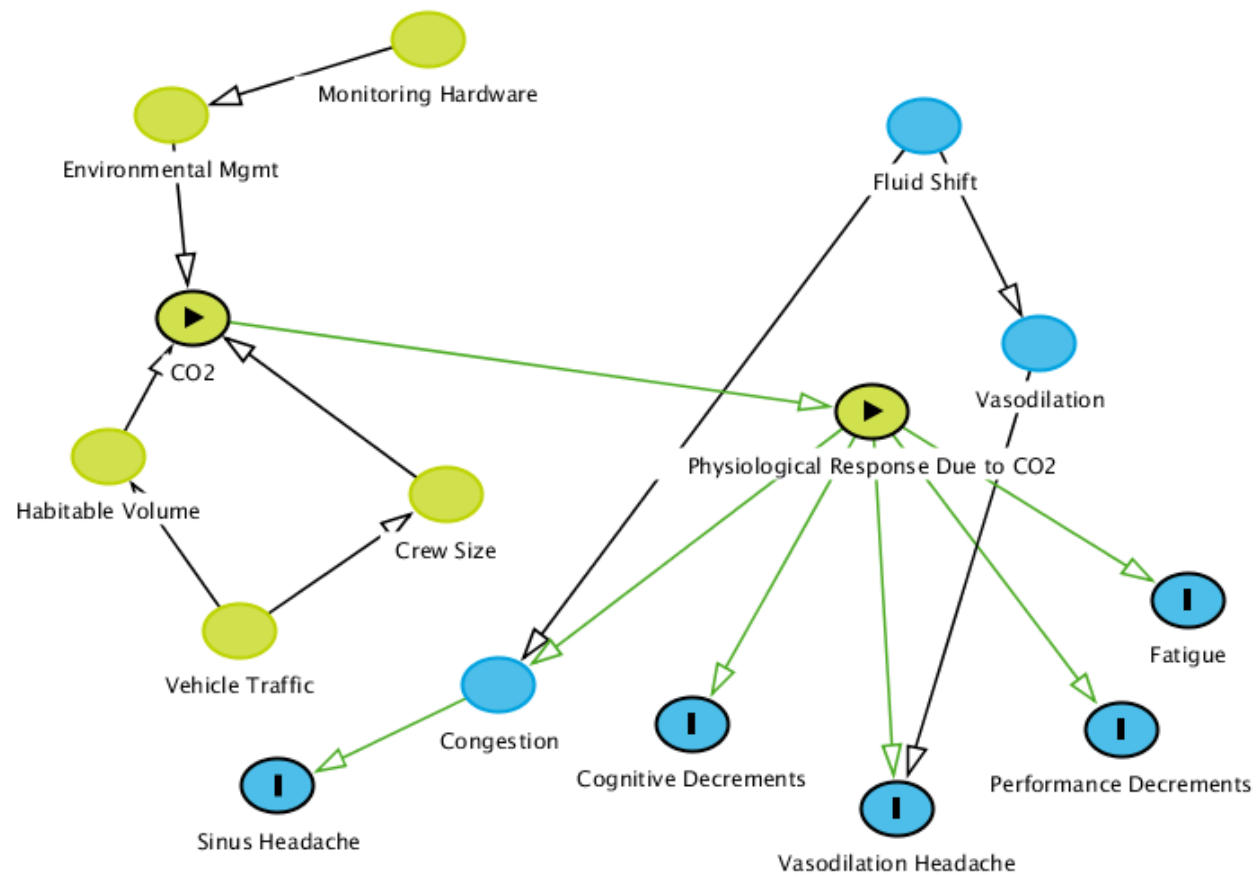 Monitoring Hardware
Environmental Mgmt
Fluid Shift
CO2
Vasodilation
Physiological Response Due to CO2
Habitable Volume
Crew Size
Fatigue
Vehicle Traffic
Congestion
Cognitive Decrements
Performance Decrements
Sinus Headache
Vasodilation Headache